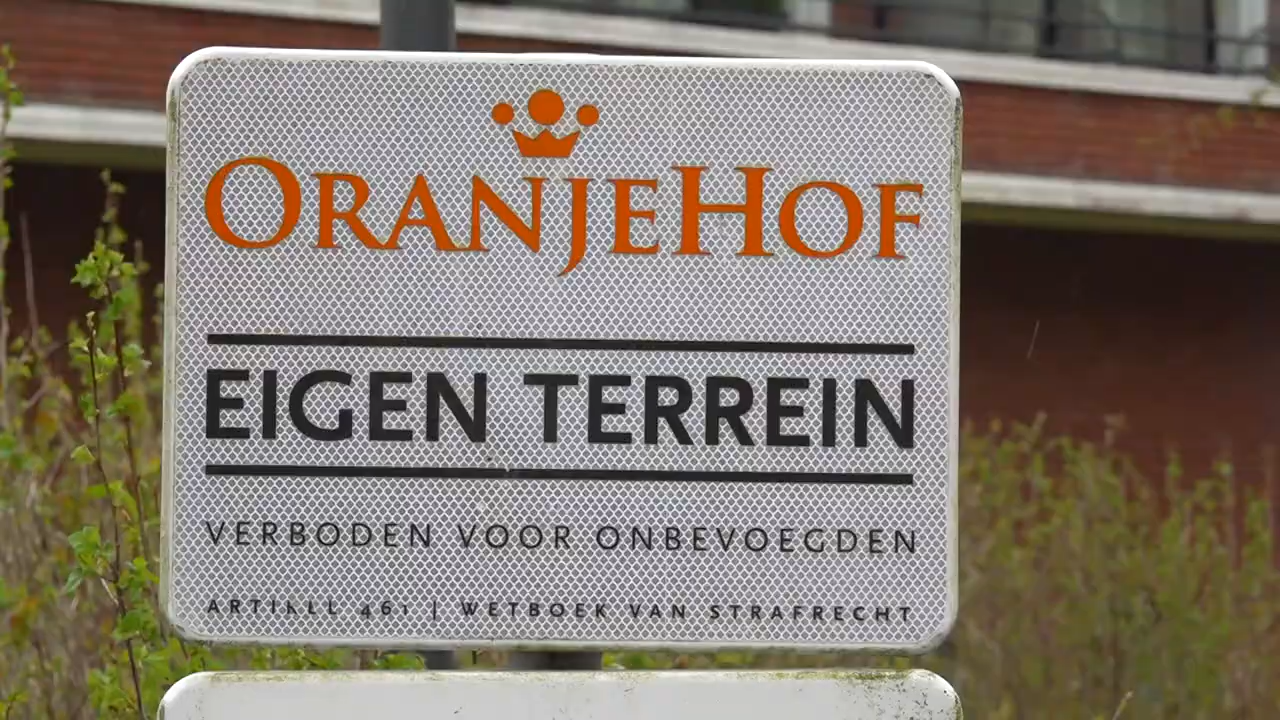 ORANJEHOF
EIGEN TERREIN
VERBODEN VOOR ONBEVOEGDEN
ARTIKEL 461 | WETBOEK VAN STRAFRECHT